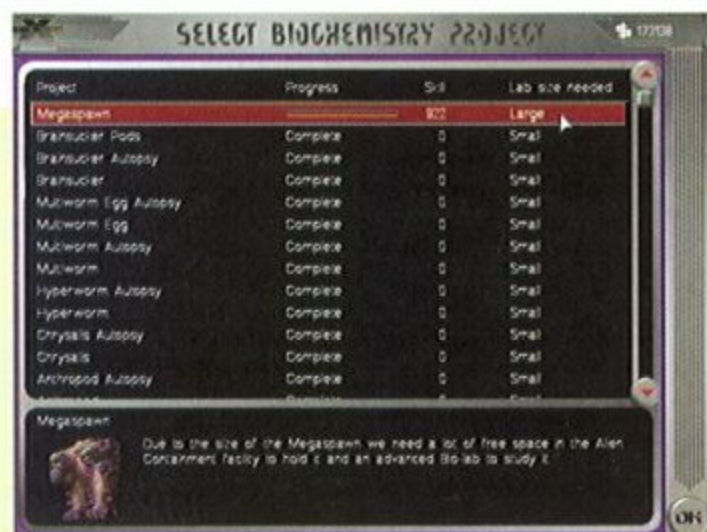 SELECT BIOCHEMISTRY PROJECT
Project Progress Skill Lab size needed
Megaspawn 922 Large
Brainsucker Pods Complete 0 Small
Brainsucker Autopsy Complete 0 Small
Brainsucker Complete 0 Small
Multiworm Egg Autopsy Complete 0 Small
Multiworm Egg Complete 0 Small
Multiworm Autopsy Complete 0 Small
Multiworm Complete 0 Small
Hyperworm Autopsy Complete 0 Small
Hyperworm Complete 0 Small
Chrysalis Autopsy Complete 0 Small
Chrysalis Complete 0 Small
Anthropod Autopsy Complete 0 Small
Megaspawn
Due to the size of the Megaspawn we need a lot of free space in the Alien
Containment facility to hold it and an advanced Bio-lab to study it
OK